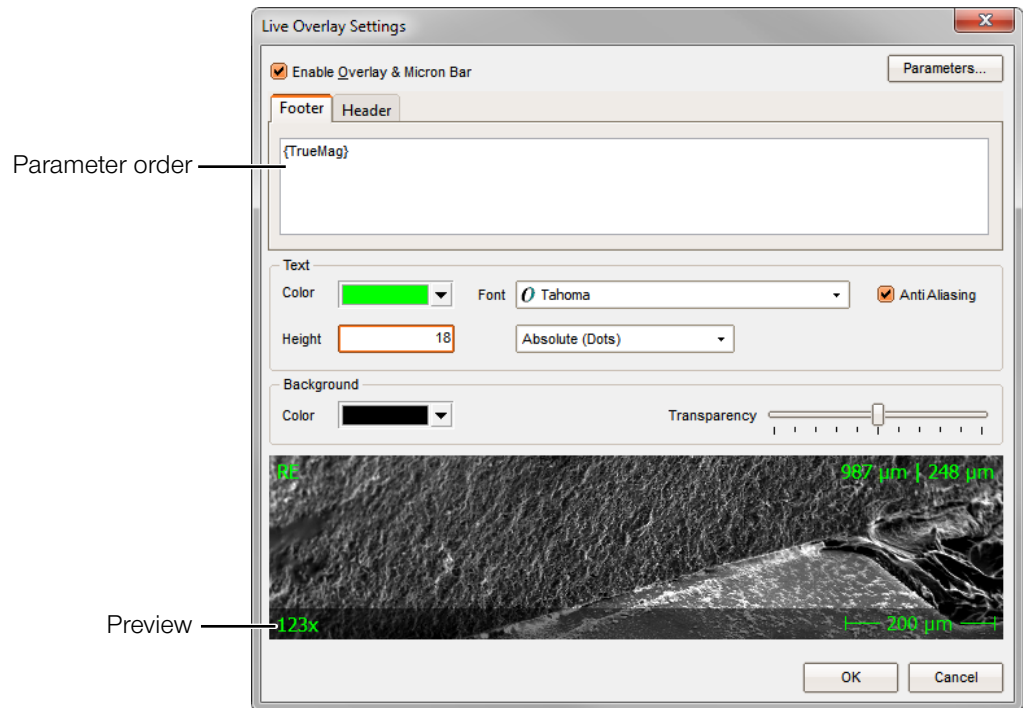 Live Overlay Settings
Enable Overlay & Micron Bar
Parameters...
Footer Header
Parameter order
{TrueMag}
Text
Color Font Tahoma Anti Aliasing
Height 18 Absolute (Dots)
Background
Color Transparency
RE 987 µm | 248 µm
Preview
123x 200 µm
OK Cancel